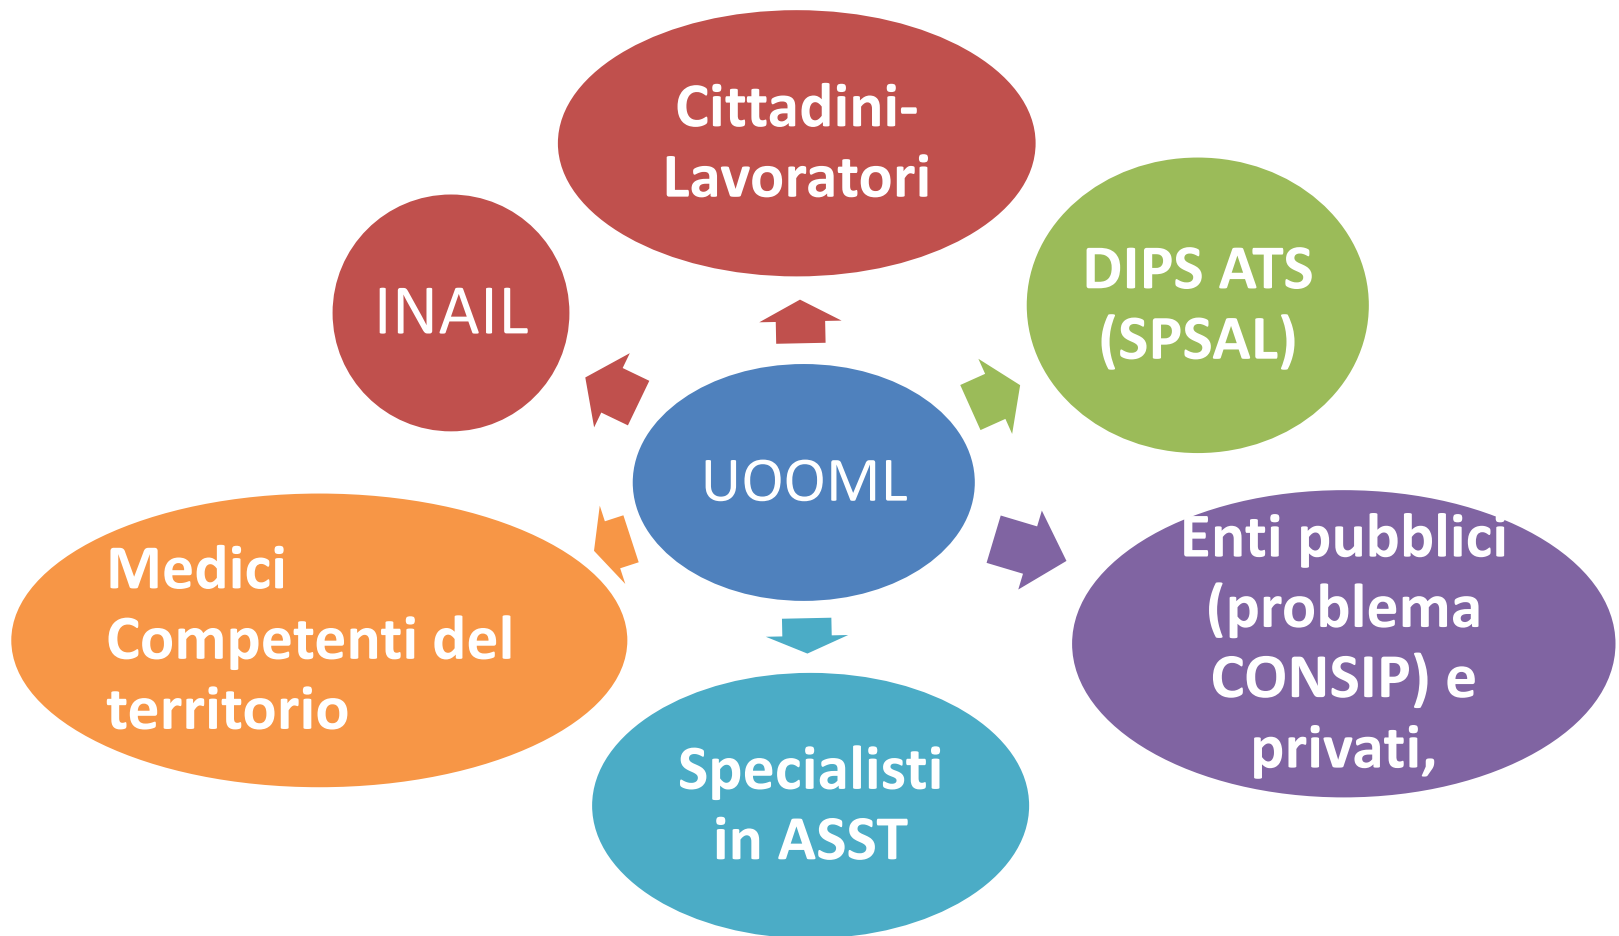 Cittadini-
Lavoratori
INAIL
DIPS ATS
(SPSAL)
UOOML
Medici
Competenti del
territorio
Enti pubblici
(problema
CONSIP) e
privati,
Specialisti
in ASST